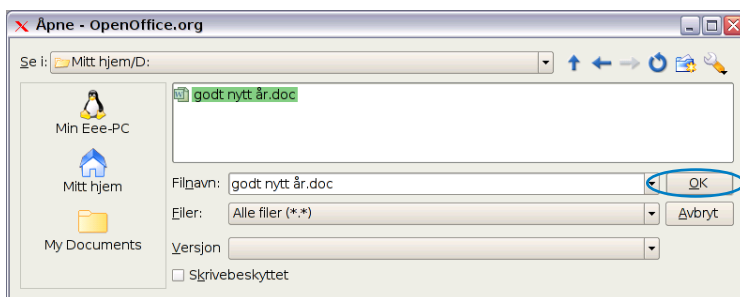 Åpne - OpenOffice.org
Se i: Mitt hjem/D:
godt nytt år.doc
Min Eee-PC
Mitt hjem
My Documents
Filnavn: godt nytt år.doc OK
Filer: Alle filer (*.*) Avbryt
Versjon
Skrivebeskyttet